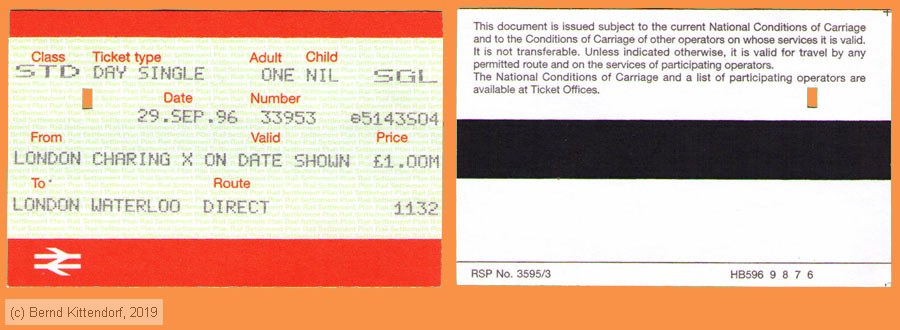 Class Ticket type Adult Child
STD DAY SINGLE ONE NIL SGL
Date Number
29.SEP.96 33953 @5143S04
From Valid Price
LONDON CHARING X ON DATE SHOWN £1.00M
To Route
LONDON WATERLOO DIRECT 1132
(c) Bernd Kittendorf, 2019
This document is issued subject to the current National Conditions of Carriage
and to the Conditions of Carriage of other operators on whose services it is valid.
It is not transferable. Unless indicated otherwise, it is valid for travel by any
permitted route and on the services of participating operators.
The National Conditions of Carriage and a list of participating operators are
available at Ticket Offices.
RSP No. 3595/3 HB596 9 8 7 6